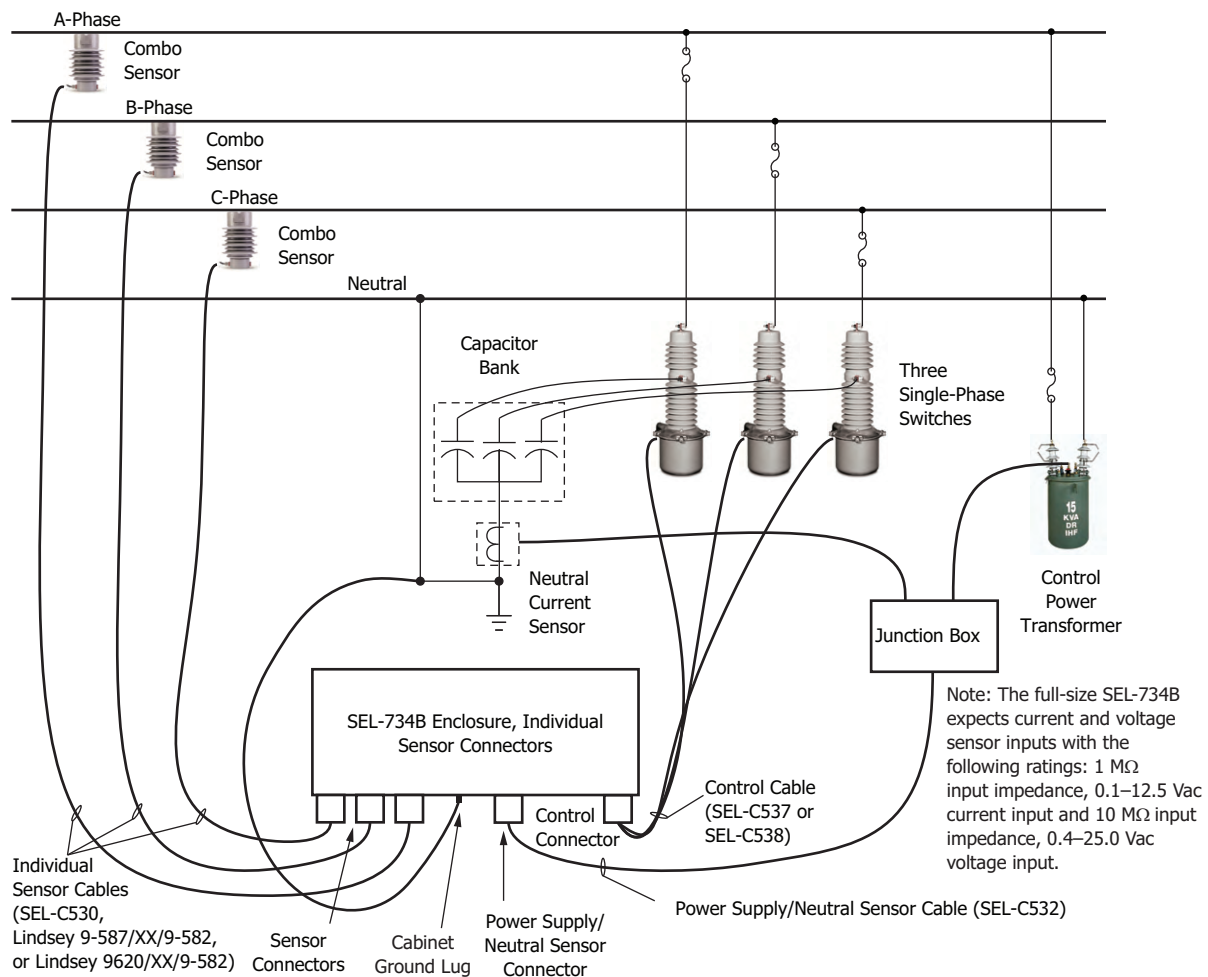 A-Phase
Combo
Sensor
B-Phase
Combo
Sensor
C-Phase
Combo
Sensor
Neutral
Capacitor
Bank
Three
Single-Phase
Switches
15
KVA
DR
IHF
Neutral
Current
Sensor
Control
Power
Transformer
Junction Box
SEL-734B Enclosure, Individual
Sensor Connectors
Note: The full-size SEL-734B
expects current and voltage
sensor inputs with the
following ratings: 1 MΩ
input impedance, 0.1–12.5 Vac
current input and 10 MΩ input
impedance, 0.4–25.0 Vac
voltage input.
Control
Connector
Control Cable
(SEL-C537 or
SEL-C538)
Individual
Sensor Cables
(SEL-C530,
Lindsey 9-587/XX/9-582,
or Lindsey 9620/XX/9-582)
Sensor
Connectors
Cabinet
Ground Lug
Power Supply/
Neutral Sensor
Connector
Power Supply/Neutral Sensor Cable (SEL-C532)